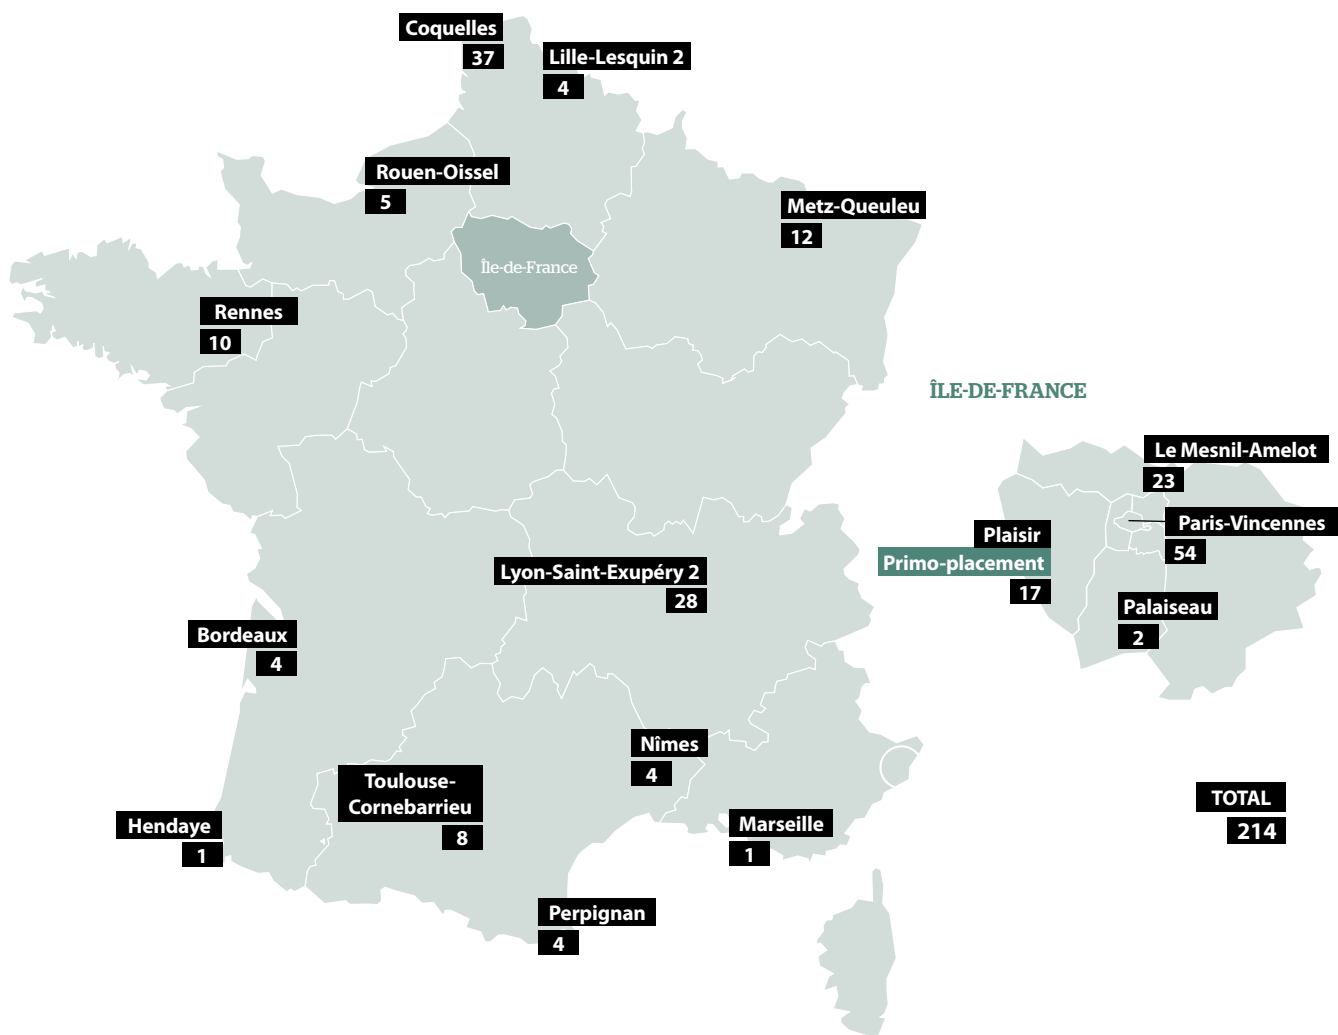 Coquelles
37
Lille-Lesquin 2
4
Rouen-Oissel
5
Metz-Queuleu
12
Île-de-France
Rennes
10
ÎLE-DE-FRANCE
Le Mesnil-Amelot
23
Paris-Vincennes
54
Plaisir
Primo-placement
17
Palaiseau
2
Lyon-Saint-Exupéry 2
28
Bordeaux
4
Nîmes
4
Toulouse-
Cornebarrieu
8
Hendaye
1
Marseille
1
TOTAL
214
Perpignan
4